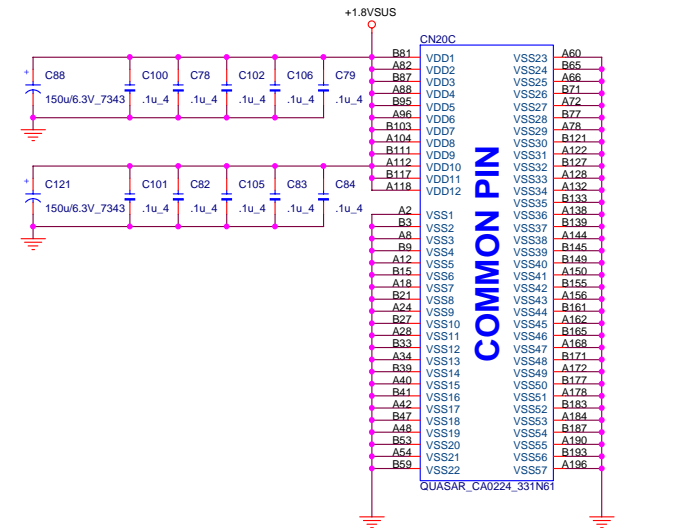 +1.8VSUS
CN20C
+ C88 C100 C78 C102 C106 C79
150u/6.3V_7343 .1u_4 .1u_4 .1u_4 .1u_4 .1u_4
+ C121 C101 C82 C105 C83 C84
150u/6.3V_7343 .1u_4 .1u_4 .1u_4 .1u_4 .1u_4
B81 VDD1
A82 VDD2
B87 VDD3
A88 VDD4
B95 VDD5
A96 VDD6
B103 VDD7
A104 VDD8
B111 VDD9
A112 VDD10
B117 VDD11
A118 VDD12
A2 VSS1
B3 VSS2
A8 VSS3
B9 VSS4
A12 VSS5
B15 VSS6
A18 VSS7
B21 VSS8
A24 VSS9
B27 VSS10
A28 VSS11
B33 VSS12
A34 VSS13
B39 VSS14
A40 VSS15
B41 VSS16
A42 VSS17
B47 VSS18
A48 VSS19
B53 VSS20
A54 VSS21
B59 VSS22
COMMON PIN
VSS23 A60
VSS24 B65
VSS25 A66
VSS26 B71
VSS27 A72
VSS28 B77
VSS29 A78
VSS30 B121
VSS31 A122
VSS32 B127
VSS33 A128
VSS34 A132
VSS35 B133
VSS36 A138
VSS37 B139
VSS38 A144
VSS39 B145
VSS40 B149
VSS41 A150
VSS42 B155
VSS43 A156
VSS44 B161
VSS45 A162
VSS46 B165
VSS47 A168
VSS48 B171
VSS49 A172
VSS50 B177
VSS51 A178
VSS52 B183
VSS53 A184
VSS54 B187
VSS55 A190
VSS56 B193
VSS57 A196
QUASAR_CA0224_331N61